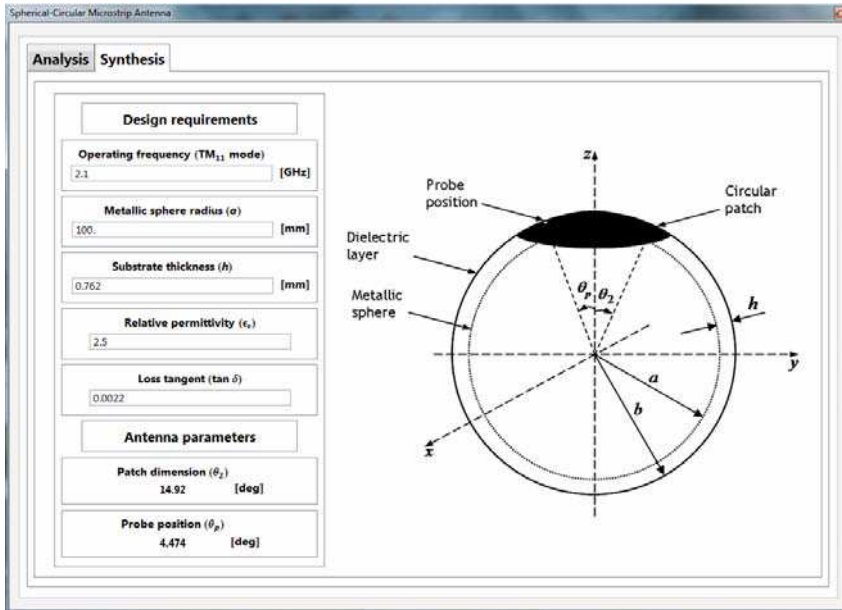 Spherical-Circular Microstrip Antenna
Analysis Synthesis
Design requirements
Operating frequency (TM₁₁ mode)
2.1 [GHz]
Metallic sphere radius (a)
100. [mm]
Substrate thickness (h)
0.762 [mm]
Relative permittivity (ϵᵣ)
2.5
Loss tangent (tan δ)
0.0022
Antenna parameters
Patch dimension (θ₂)
14.92 [deg]
Probe position (θₚ)
4.474 [deg]
z
Probe
position
Circular
patch
Dielectric
layer
Metallic
sphere
θₚ θ₂
h
y
a
b
x